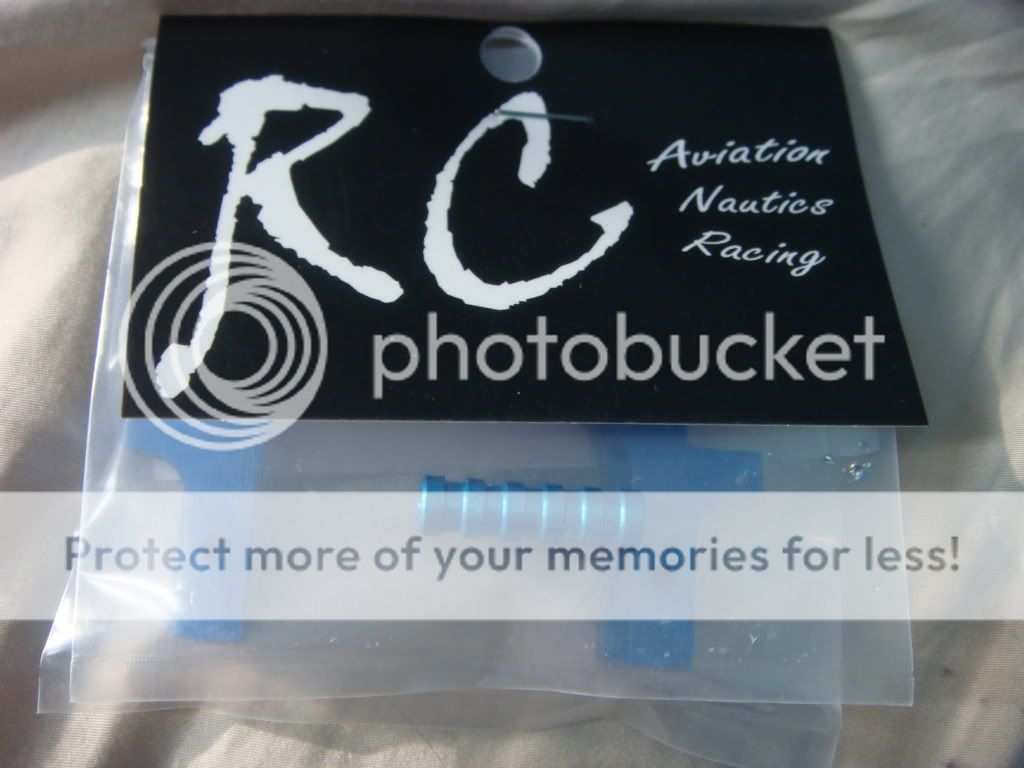 RC
Aviation
Nautics
Racing
photobucket
Protect more of your memories for less!